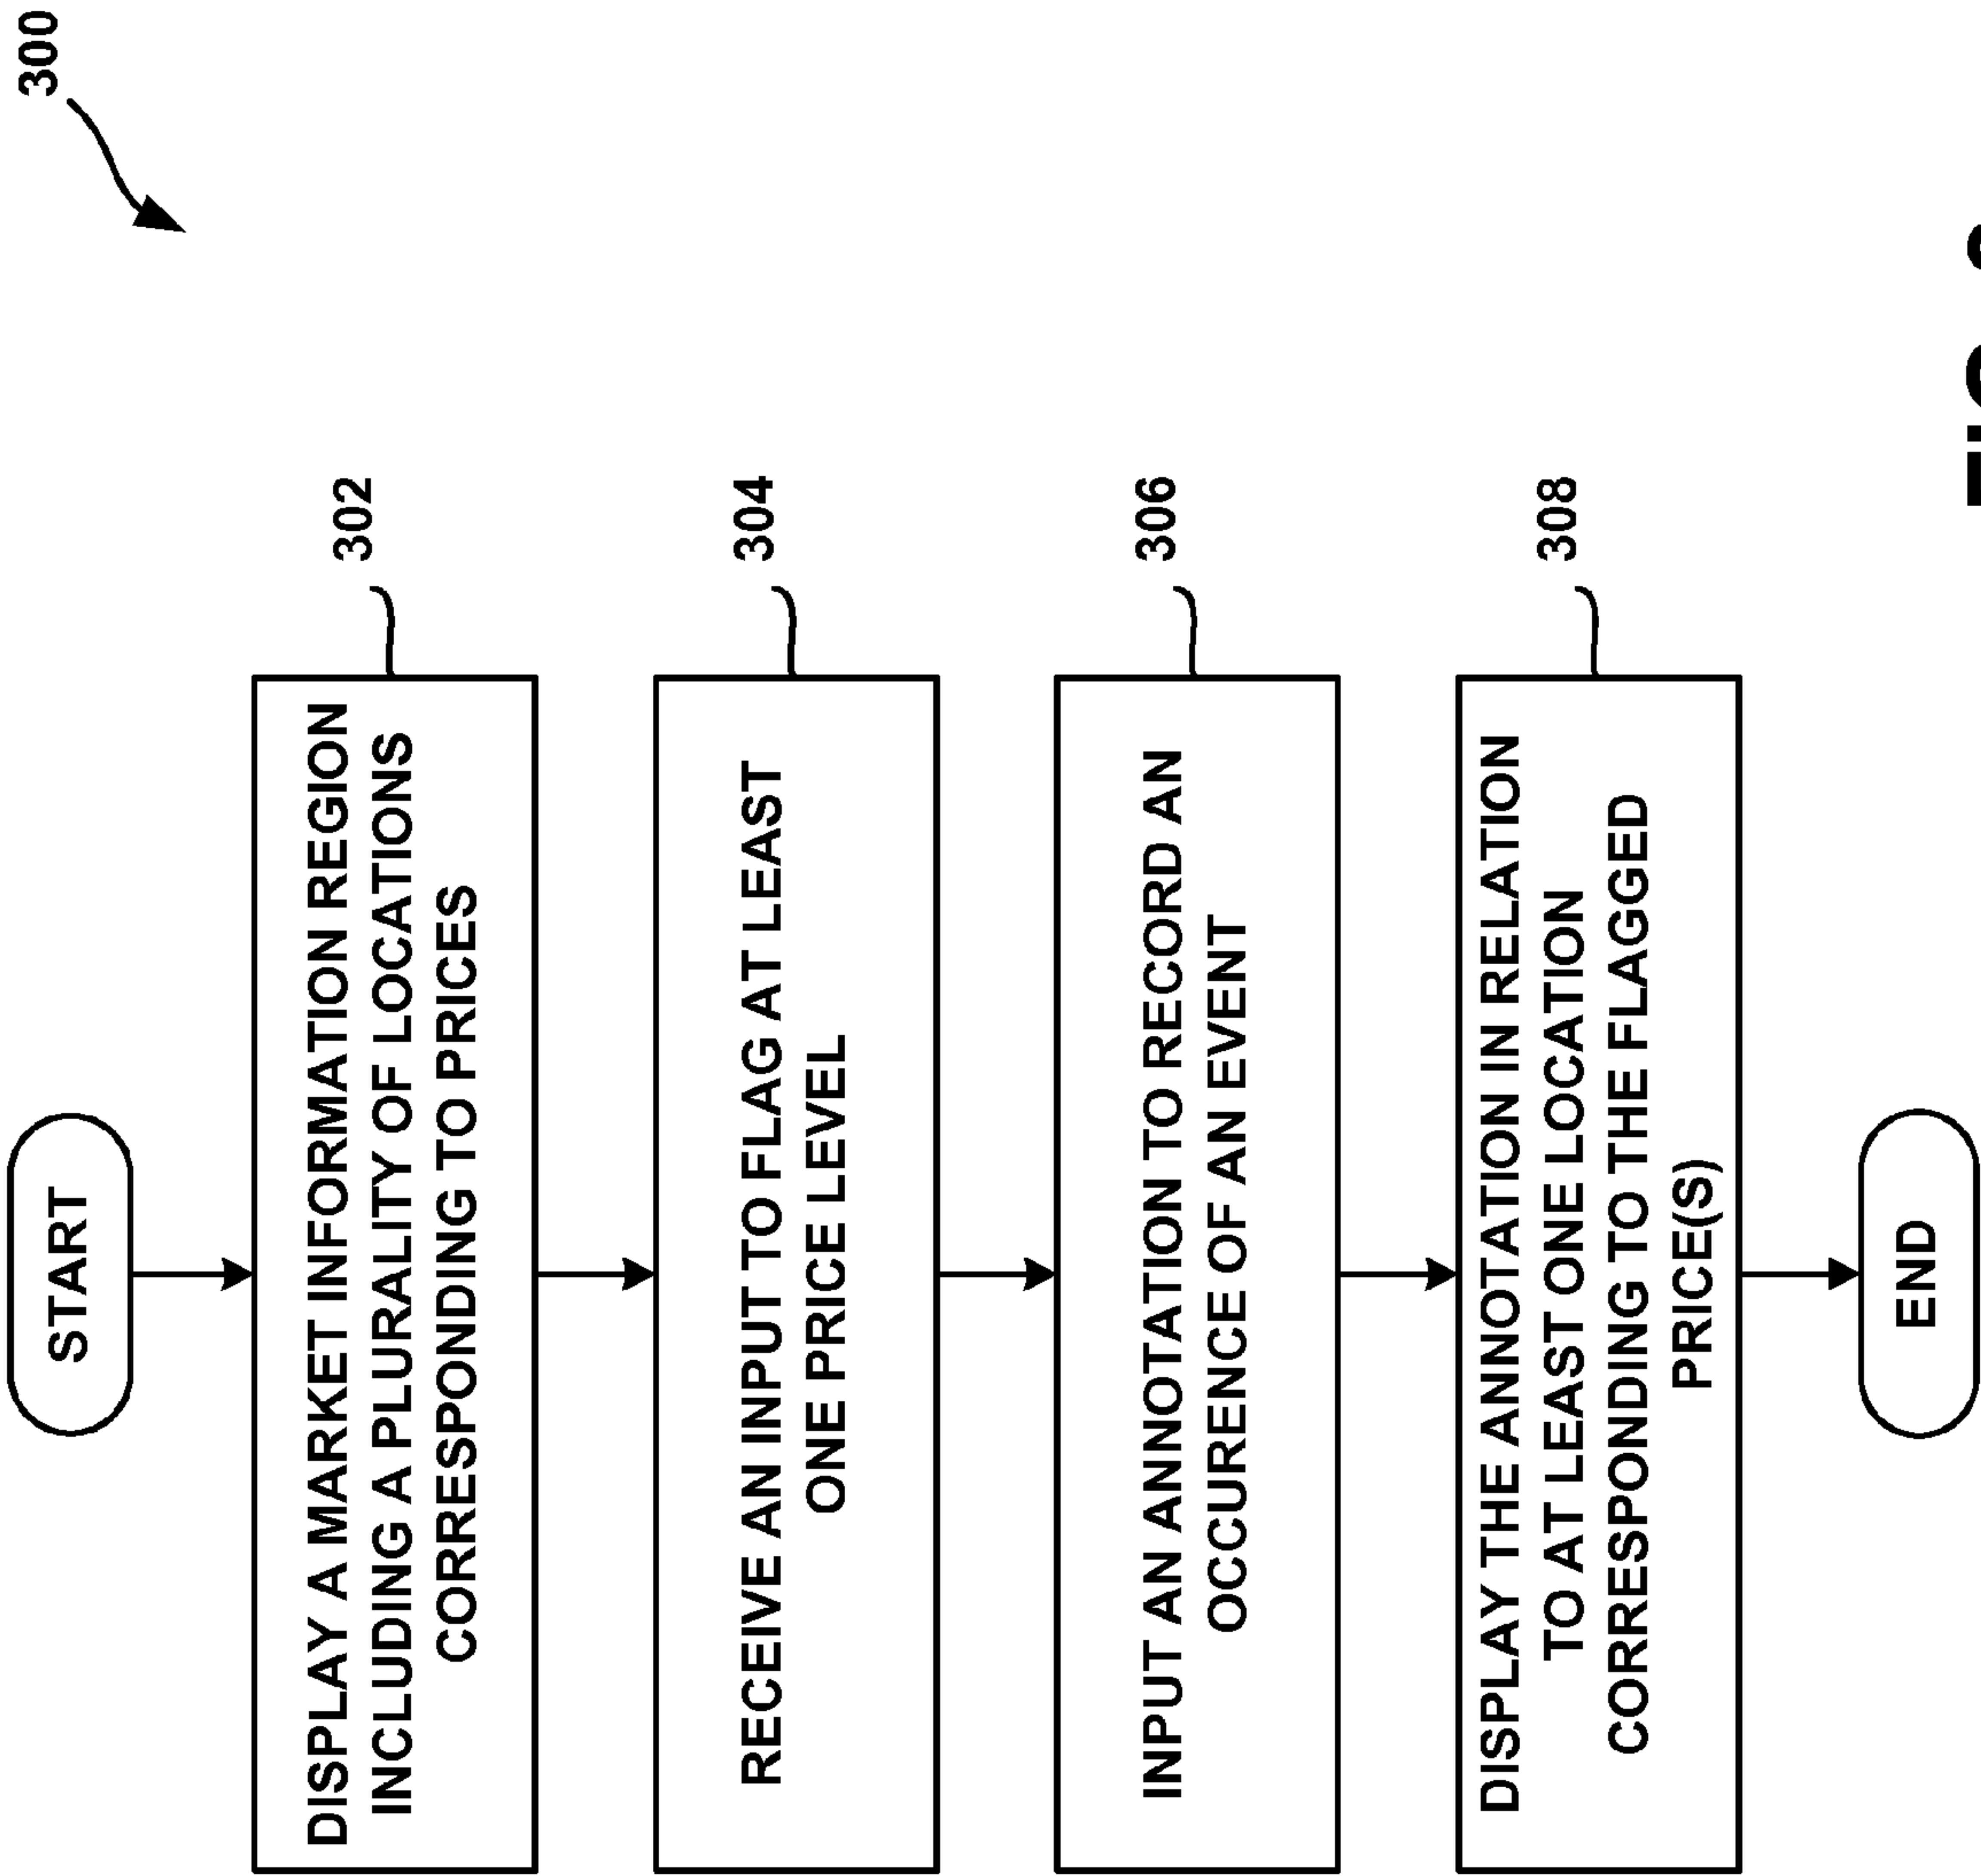 300
START
DISPLAY A MARKET INFORMATION REGION
INCLUDING A PLURALITY OF LOCATIONS
CORRESPONDING TO PRICES
302
RECEIVE AN INPUT TO FLAG AT LEAST
ONE PRICE LEVEL
304
INPUT AN ANNOTATION TO RECORD AN
OCCURENCE OF AN EVENT
306
DISPLAY THE ANNOTATION IN RELATION
TO AT LEAST ONE LOCATION
CORRESPONDING TO THE FLAGGED
PRICE(S)
308
END